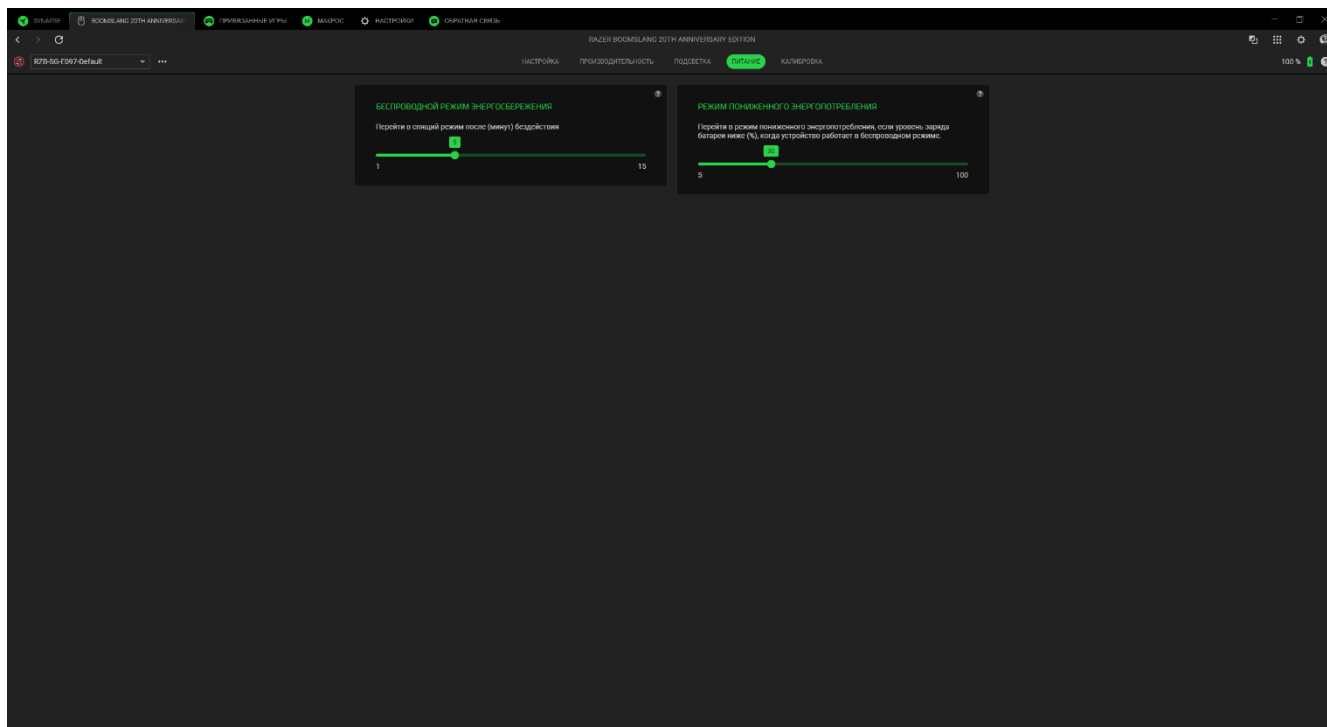 SYNAPSE
BOOMSLANG 20TH ANNIVERSARY
ПРИВЯЗАННЫЕ ИГРЫ
МАКРОС
НАСТРОЙКИ
ОБРАТНАЯ СВЯЗЬ
RAZER BOOMSLANG 20TH ANNIVERSARY EDITION
RZB-SG-E097-Default
НАСТРОЙКА
ПРОИЗВОДИТЕЛЬНОСТЬ
ПОДСВЕТКА
ПИТАНИЕ
КАЛИБРОВКА
100 %
БЕСПРОВОДНОЙ РЕЖИМ ЭНЕРГОСБЕРЕЖЕНИЯ
Перейти в спящий режим после (минут) бездействия
5
1
15
РЕЖИМ ПОНИЖЕННОГО ЭНЕРГОПОТРЕБЛЕНИЯ
Перейти в режим пониженного энергопотребления, если уровень заряда
батареи ниже (%), когда устройство работает в беспроводном режиме.
30
5
100